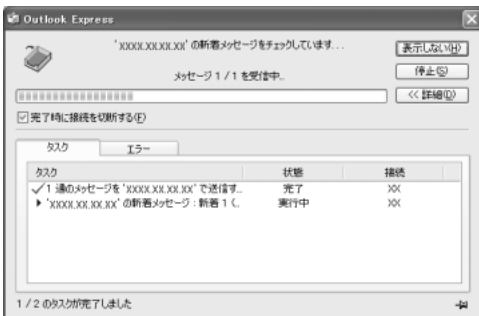 Outlook Express
'xxxx.xx.xx.xx' の新着メッセージをチェックしています...
表示しない(H)
メッセージ 1 / 1 を受信中..
停止(S)
<< 詳細(D)
完了時に接続を切断する(F)
タスク エラー
タスク 状態 接続
1 通のメッセージを 'xxxx.xx.xx.xx' で送信す.. 完了 XX
'xxxx.xx.xx.xx' の新着メッセージ : 新着 1 (. 実行中 XX
1 / 2 のタスクが完了しました